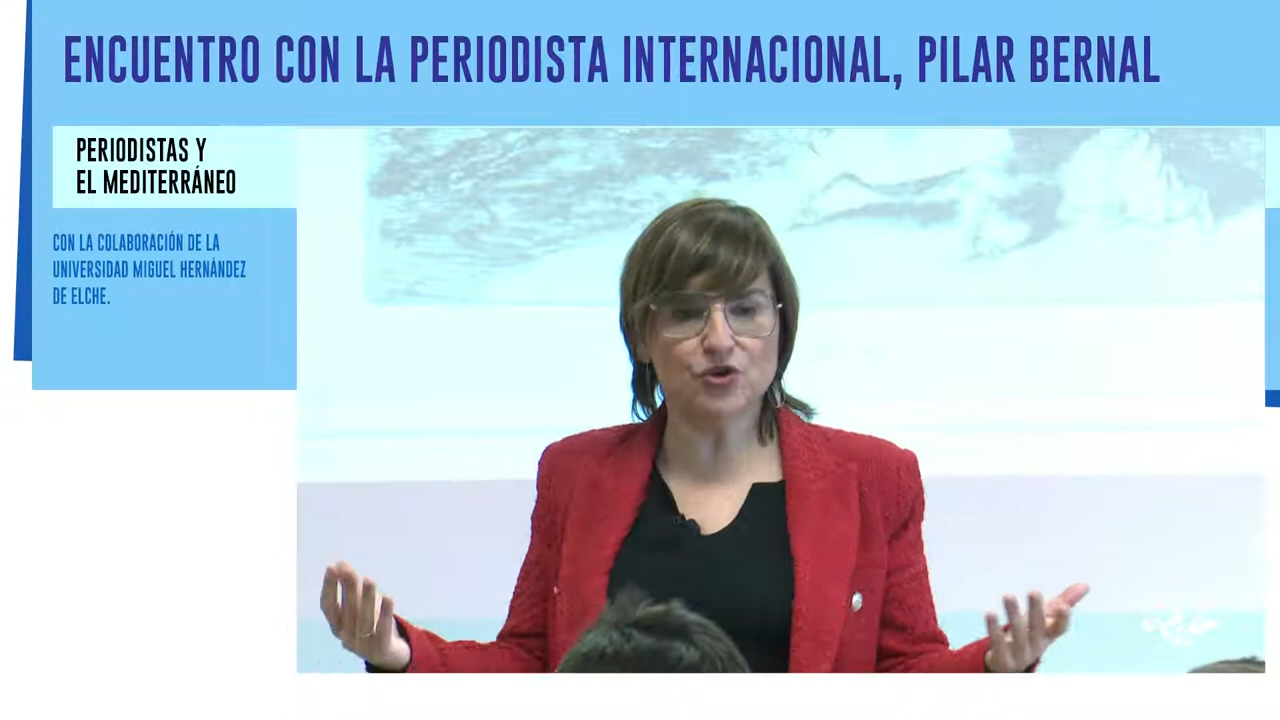 ENCUENTRO CON LA PERIODISTA INTERNACIONAL, PILAR BERNAL
PERIODISTAS Y
EL MEDITERRÁNEO
CON LA COLABORACIÓN DE LA
UNIVERSIDAD MIGUEL HERNÁNDEZ
DE ELCHE.